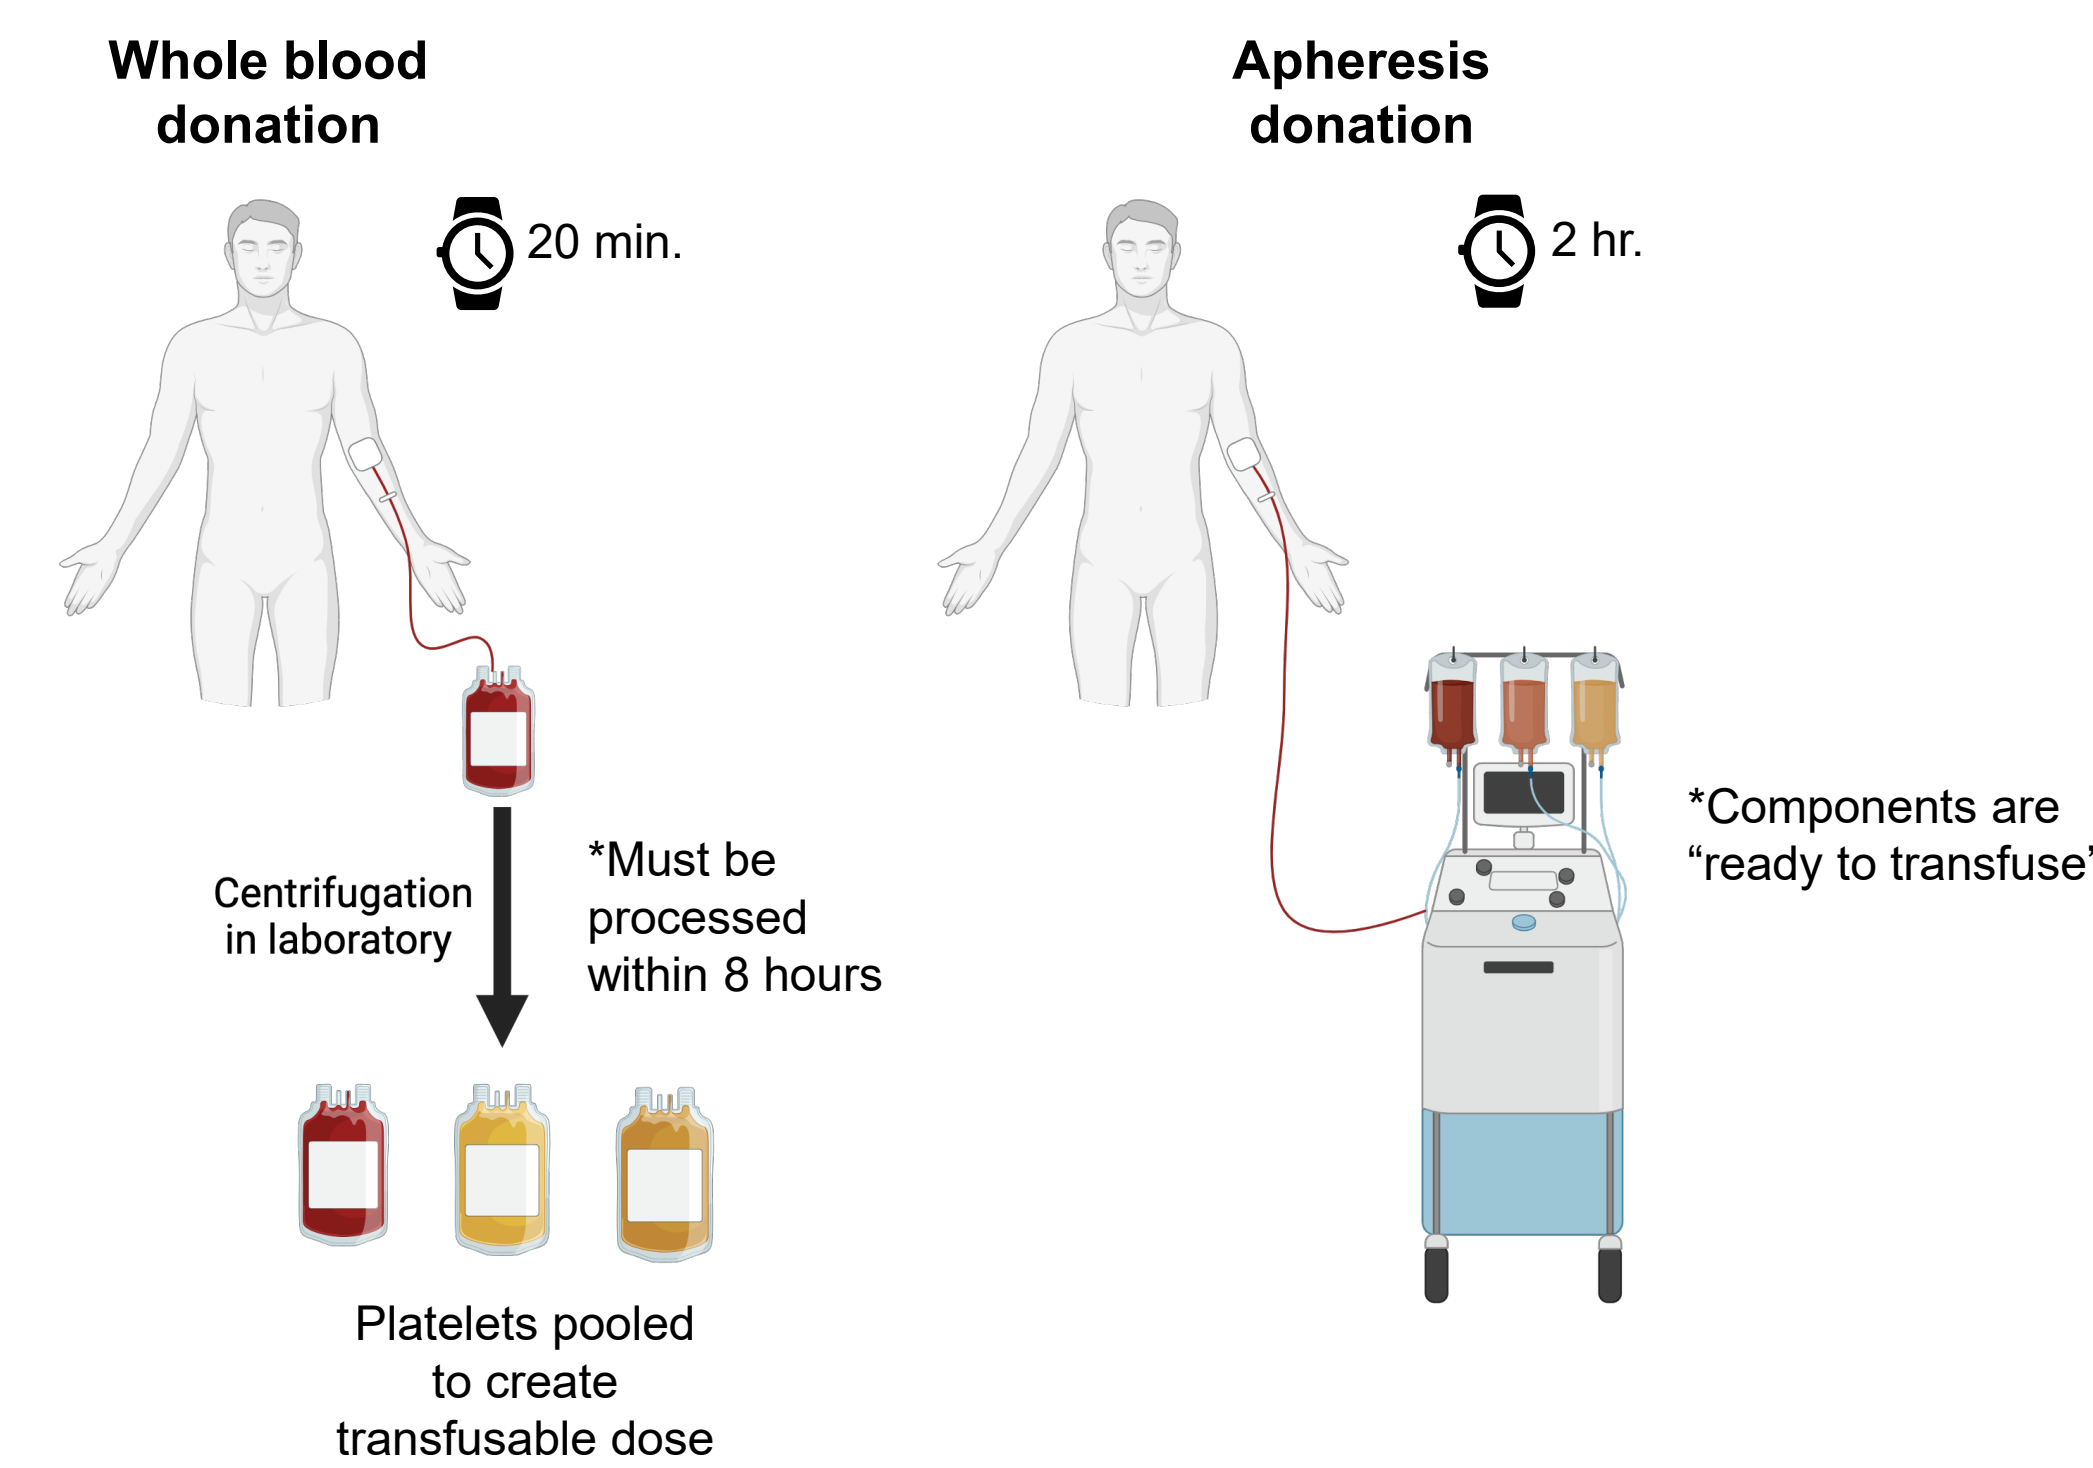 Whole blood
donation
20 min.
Centrifugation
in laboratory
*Must be
processed
within 8 hours
Platelets pooled
to create
transfusable dose
Apheresis
donation
2 hr.
*Components are
“ready to transfuse”